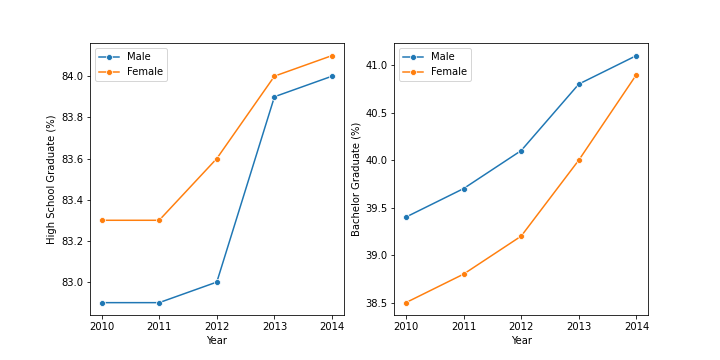 Male
Female
84.0
83.8
83.6
83.4
83.2
83.0
High School Graduate (%)
2010 2011 2012 2013 2014
Year
Male
Female
41.0
40.5
40.0
39.5
39.0
38.5
Bachelor Graduate (%)
2010 2011 2012 2013 2014
Year